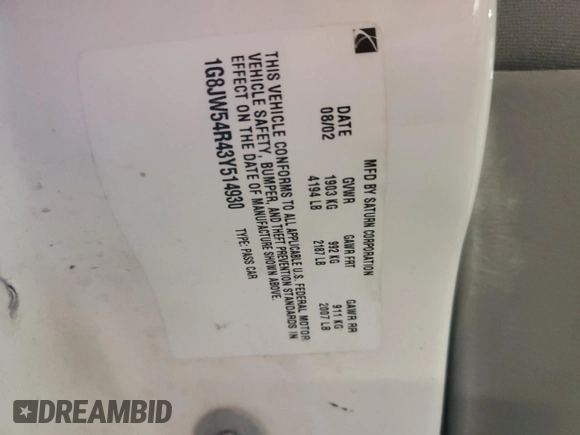 MFD BY SATURN CORPORATION
DATE GVWR GAWR FRT GAWR RR
08/02 1903 KG 992 KG 911 KG
4194 LB 2187 LB 2007 LB
THIS VEHICLE CONFORMS TO ALL APPLICABLE U.S. FEDERAL MOTOR
VEHICLE SAFETY, BUMPER, AND THEFT PREVENTION STANDARDS IN
EFFECT ON THE DATE OF MANUFACTURE SHOWN ABOVE.
1G8JW54R43Y514930 TYPE: PASS CAR
DREAMBID